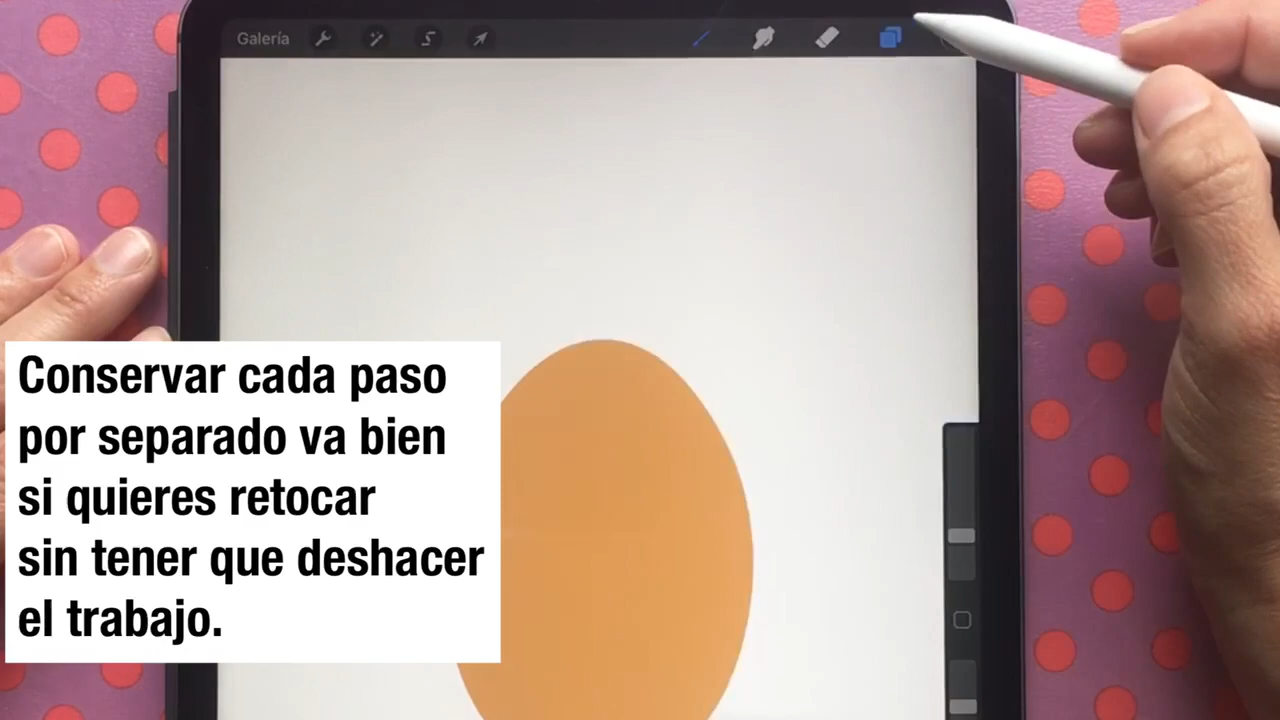 Galería
Conservar cada paso
por separado va bien
si quieres retocar
sin tener que deshacer
el trabajo.